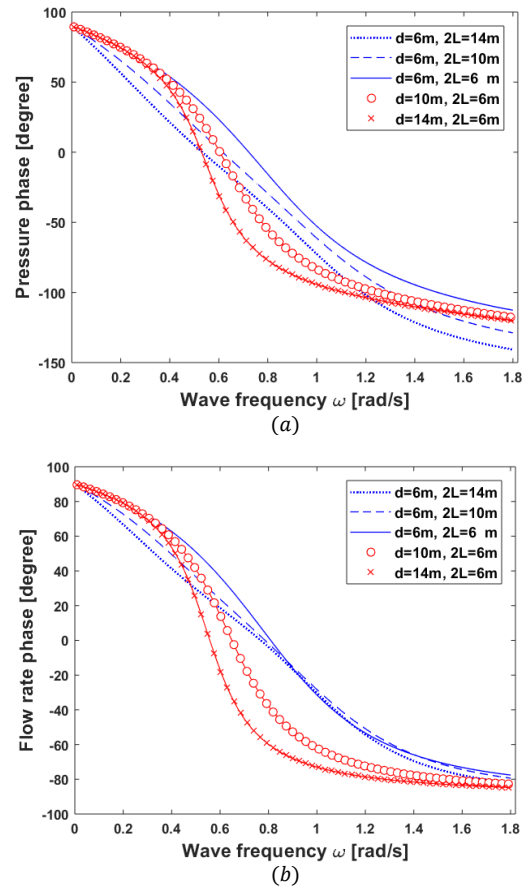 100
50
0
-50
-100
-150
Pressure phase [degree]
d=6m, 2L=14m
d=6m, 2L=10m
d=6m, 2L=6 m
d=10m, 2L=6m
d=14m, 2L=6m
0 0.2 0.4 0.6 0.8 1 1.2 1.4 1.6 1.8
Wave frequency ω [rad/s]
(a)
100
80
60
40
20
0
-20
-40
-60
-80
-100
Flow rate phase [degree]
d=6m, 2L=14m
d=6m, 2L=10m
d=6m, 2L=6 m
d=10m, 2L=6m
d=14m, 2L=6m
0 0.2 0.4 0.6 0.8 1 1.2 1.4 1.6 1.8
Wave frequency ω [rad/s]
(b)